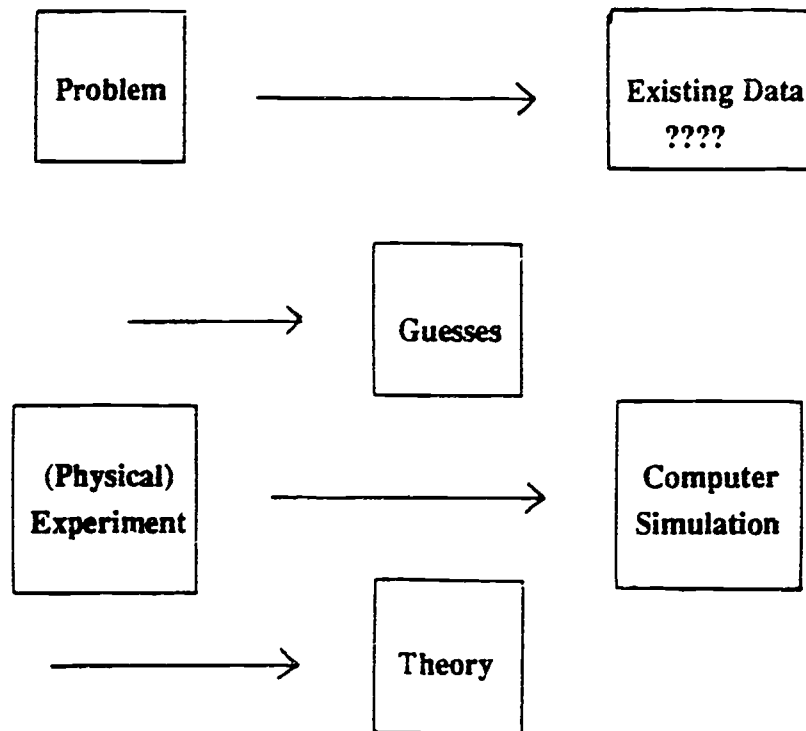 Problem
Existing Data
????
Guesses
(Physical)
Experiment
Computer
Simulation
Theory